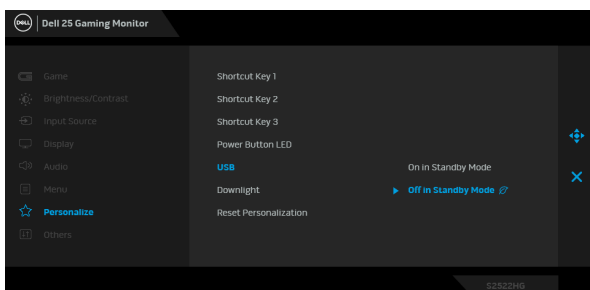 DELL Dell 25 Gaming Monitor
Game
Brightness/Contrast
Input Source
Display
Audio
Menu
Personalize
Others
Shortcut Key 1
Shortcut Key 2
Shortcut Key 3
Power Button LED
USB
Downlight
Reset Personalization
On in Standby Mode
Off in Standby Mode
S2522HG